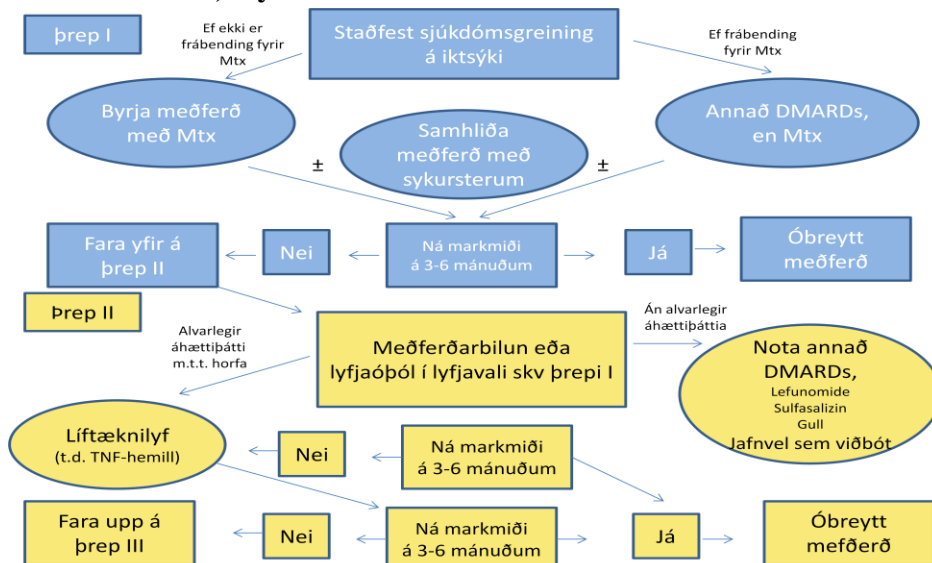 Þrep I
Ef ekki er
frábending fyrir
Mtx
Staðfest sjúkdómsgreining
á iktsýki
Ef frábending
fyrir Mtx
Byrja meðferð
með Mtx
±
Samhliða
meðferð með
sykursterum
±
Annað DMARDs,
en Mtx
Fara yfir á
þrep II
Nei
Ná markmiði
á 3-6 mánuðum
Já
Óbreytt
meðferð
Þrep II
Alvarlegir
áhættiþátti
m.t.t. horfa
Meðferðarbilun eða
lyfjaóþól í lyfjavali skv þrepi I
Án alvarlegir
áhættiþáttia
Nota annað
DMARDs,
Lefunomide
Sulfasalizin
Gull
Jafnvel sem viðbót
Líftæknilyf
(t.d. TNF-hemill)
Nei
Ná markmiði
á 3-6 mánuðum
Fara upp á
þrep III
Nei
Ná markmiði
á 3-6 mánuðum
Já
Óbreytt
mefðerð